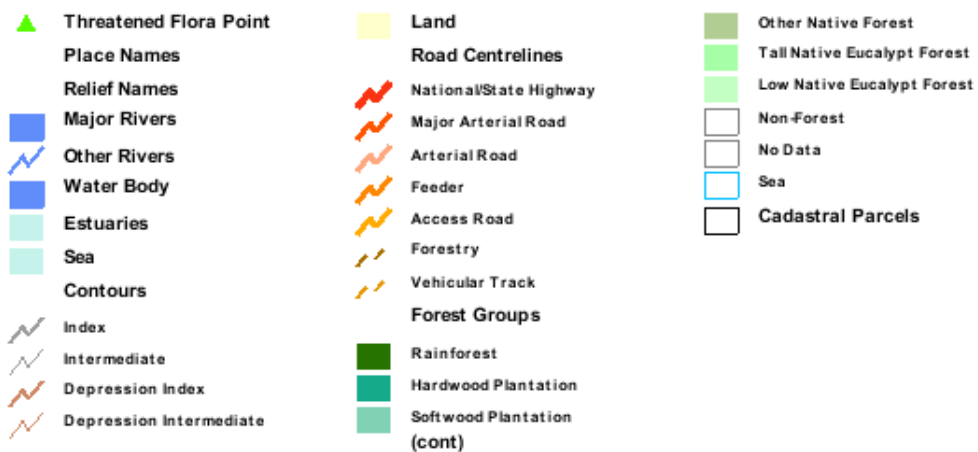 Threatened Flora Point
Place Names
Relief Names
Major Rivers
Other Rivers
Water Body
Estuaries
Sea
Contours
Index
Intermediate
Depression Index
Depression Intermediate
Land
Road Centrelines
National/State Highway
Major Arterial Road
Arterial Road
Feeder
Access Road
Forestry
Vehicular Track
Forest Groups
Rainforest
Hardwood Plantation
Softwood Plantation
(cont)
Other Native Forest
Tall Native Eucalypt Forest
Low Native Eucalypt Forest
Non-Forest
No Data
Sea
Cadastral Parcels